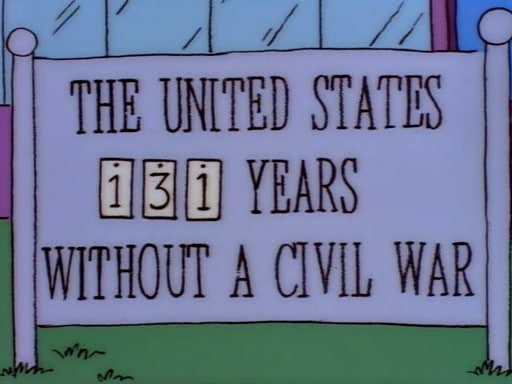 THE UNITED STATES
131 YEARS
WITHOUT A CIVIL WAR